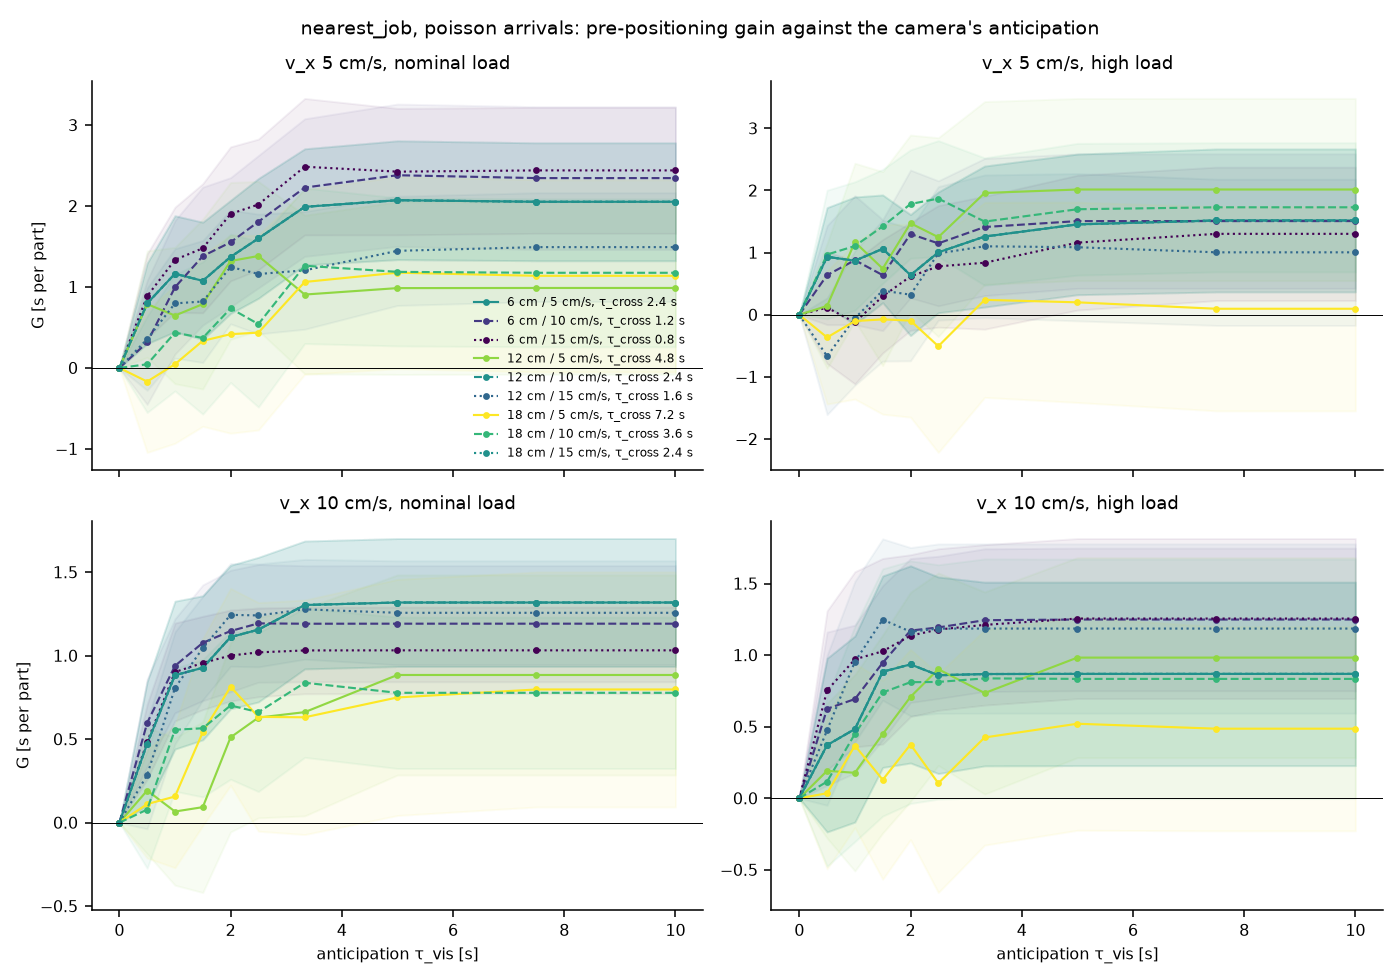 nearest_job, poisson arrivals: pre-positioning gain against the camera's anticipation
v_x 5 cm/s, nominal load
G [s per part]
3
2
1
0
−1
6 cm / 5 cm/s, τ_cross 2.4 s
6 cm / 10 cm/s, τ_cross 1.2 s
6 cm / 15 cm/s, τ_cross 0.8 s
12 cm / 5 cm/s, τ_cross 4.8 s
12 cm / 10 cm/s, τ_cross 2.4 s
12 cm / 15 cm/s, τ_cross 1.6 s
18 cm / 5 cm/s, τ_cross 7.2 s
18 cm / 10 cm/s, τ_cross 3.6 s
18 cm / 15 cm/s, τ_cross 2.4 s
v_x 5 cm/s, high load
3
2
1
0
−1
−2
v_x 10 cm/s, nominal load
G [s per part]
1.5
1.0
0.5
0.0
−0.5
0 2 4 6 8 10
anticipation τ_vis [s]
v_x 10 cm/s, high load
1.5
1.0
0.5
0.0
−0.5
0 2 4 6 8 10
anticipation τ_vis [s]